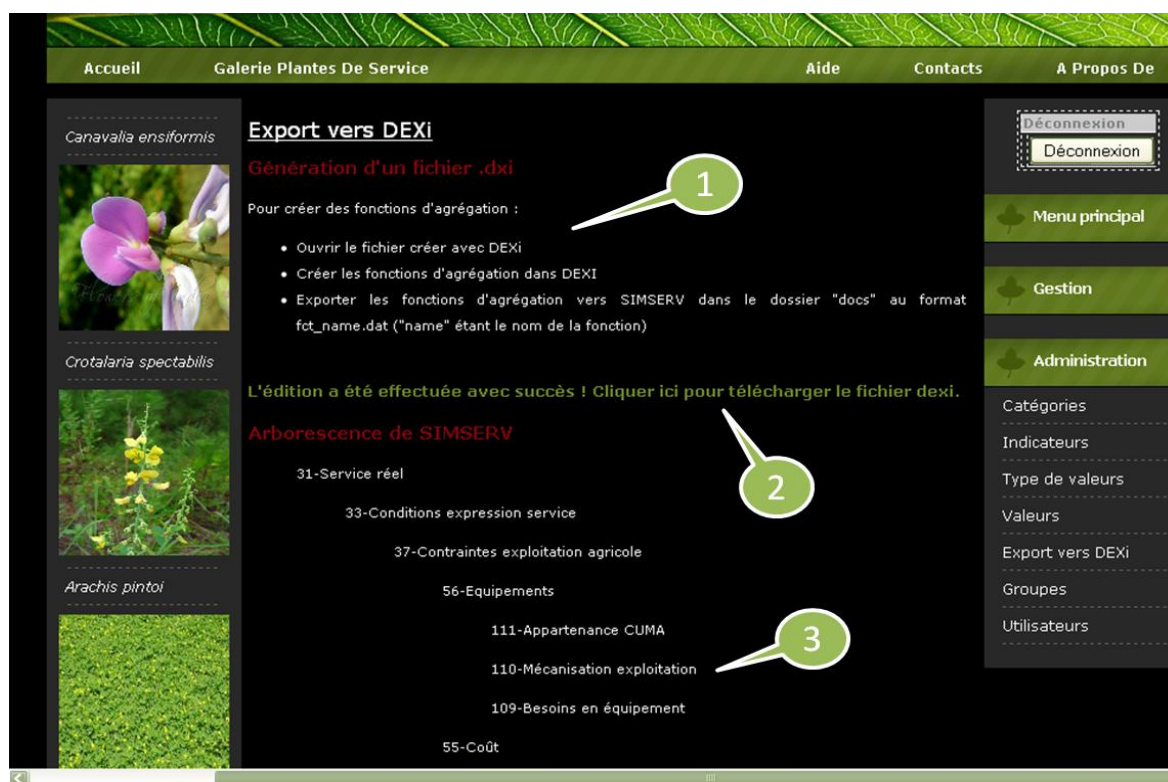 Accueil
Galerie Plantes De Service
Aide
Contacts
A Propos De
Canavalia ensiformis
Crotalaria spectabilis
Arachis pintoi
Export vers DEXi
Génération d'un fichier .dxi
1
Pour créer des fonctions d'agrégation :
• Ouvrir le fichier créer avec DEXi
• Créer les fonctions d'agrégation dans DEXI
• Exporter les fonctions d'agrégation vers SIMSERV dans le dossier "docs" au format
fct_name.dat ("name" étant le nom de la fonction)
L'édition a été effectuée avec succès ! Cliquer ici pour télécharger le fichier dexi.
Arborescence de SIMSERV
2
31-Service réel
33-Conditions expression service
37-Contraintes exploitation agricole
56-Equipements
111-Appartenance CUMA
3
110-Mécanisation exploitation
109-Besoins en équipement
55-Coût
Déconnexion
Déconnexion
Menu principal
Gestion
Administration
Catégories
Indicateurs
Type de valeurs
Valeurs
Export vers DEXi
Groupes
Utilisateurs